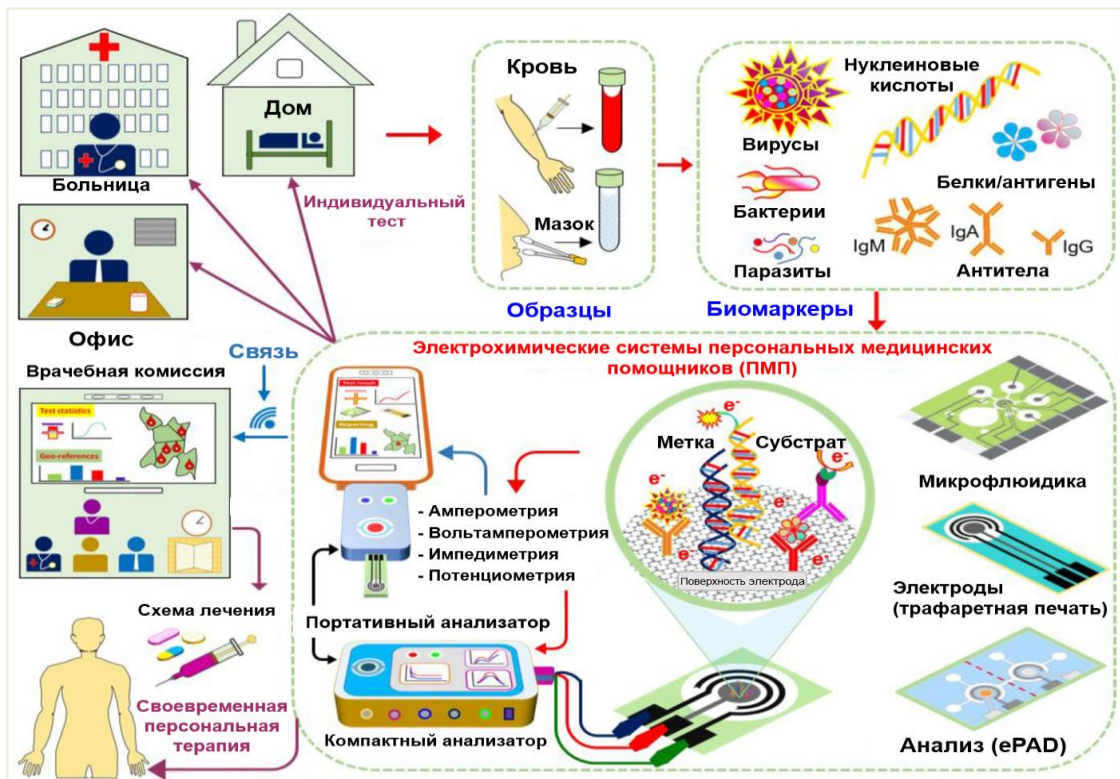 Больница
Дом
Индивидуальный
тест
Офис
Кровь
Мазок
Образцы
Вирусы
Нуклеиновые
кислоты
Бактерии
Белки/антигены
Паразиты
IgM
IgA
IgG
Антитела
Биомаркеры
Связь
Врачебная комиссия
Test statistics
Geo-references
Схема лечения
Своевременная
персональная
терапия
Электрохимические системы персональных медицинских
помощников (ПМП)
Test result
Reporting
- Амперометрия
- Вольтамперометрия
- Импедиметрия
- Потенциометрия
Портативный анализатор
Компактный анализатор
e-
Метка
Субстрат
e-
e-
e-
e-
Поверхность электрода
Микрофлюидика
Электроды
(трафаретная печать)
Анализ (ePAD)